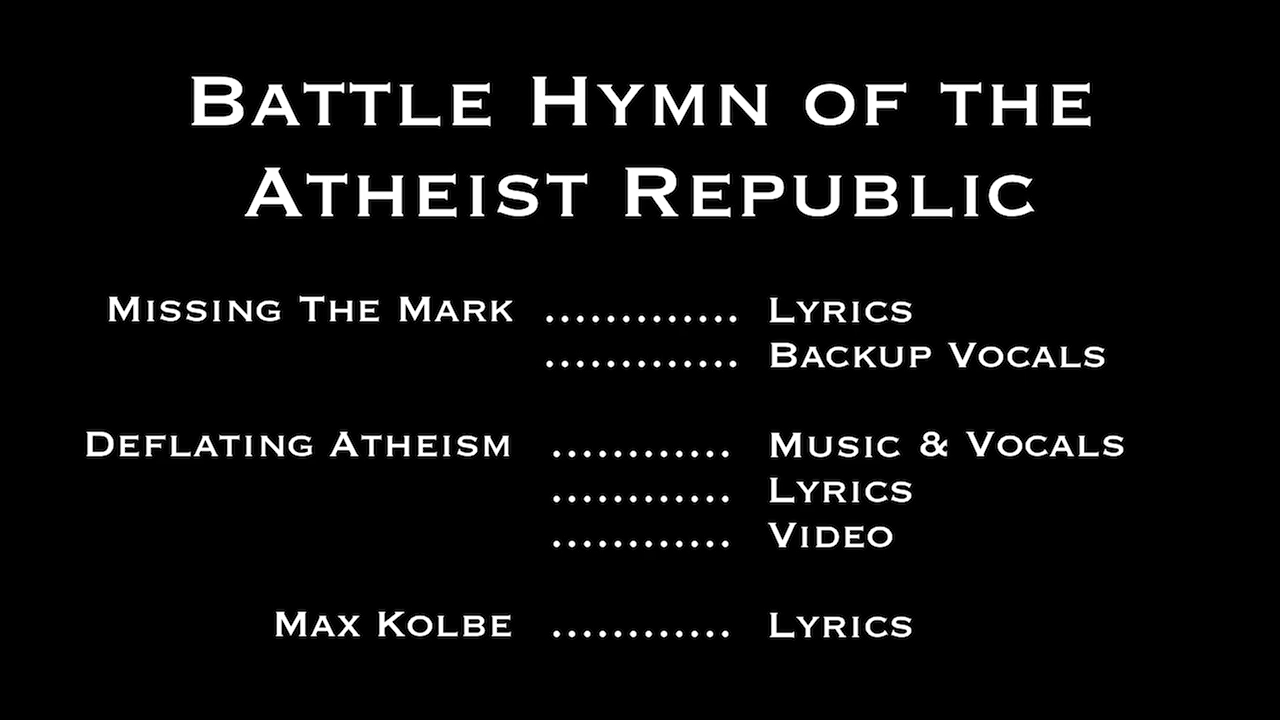 Battle Hymn of the
Atheist Republic
Missing The Mark ............. Lyrics
............. Backup Vocals
Deflating Atheism ............ Music & Vocals
............ Lyrics
............ Video
Max Kolbe ............ Lyrics